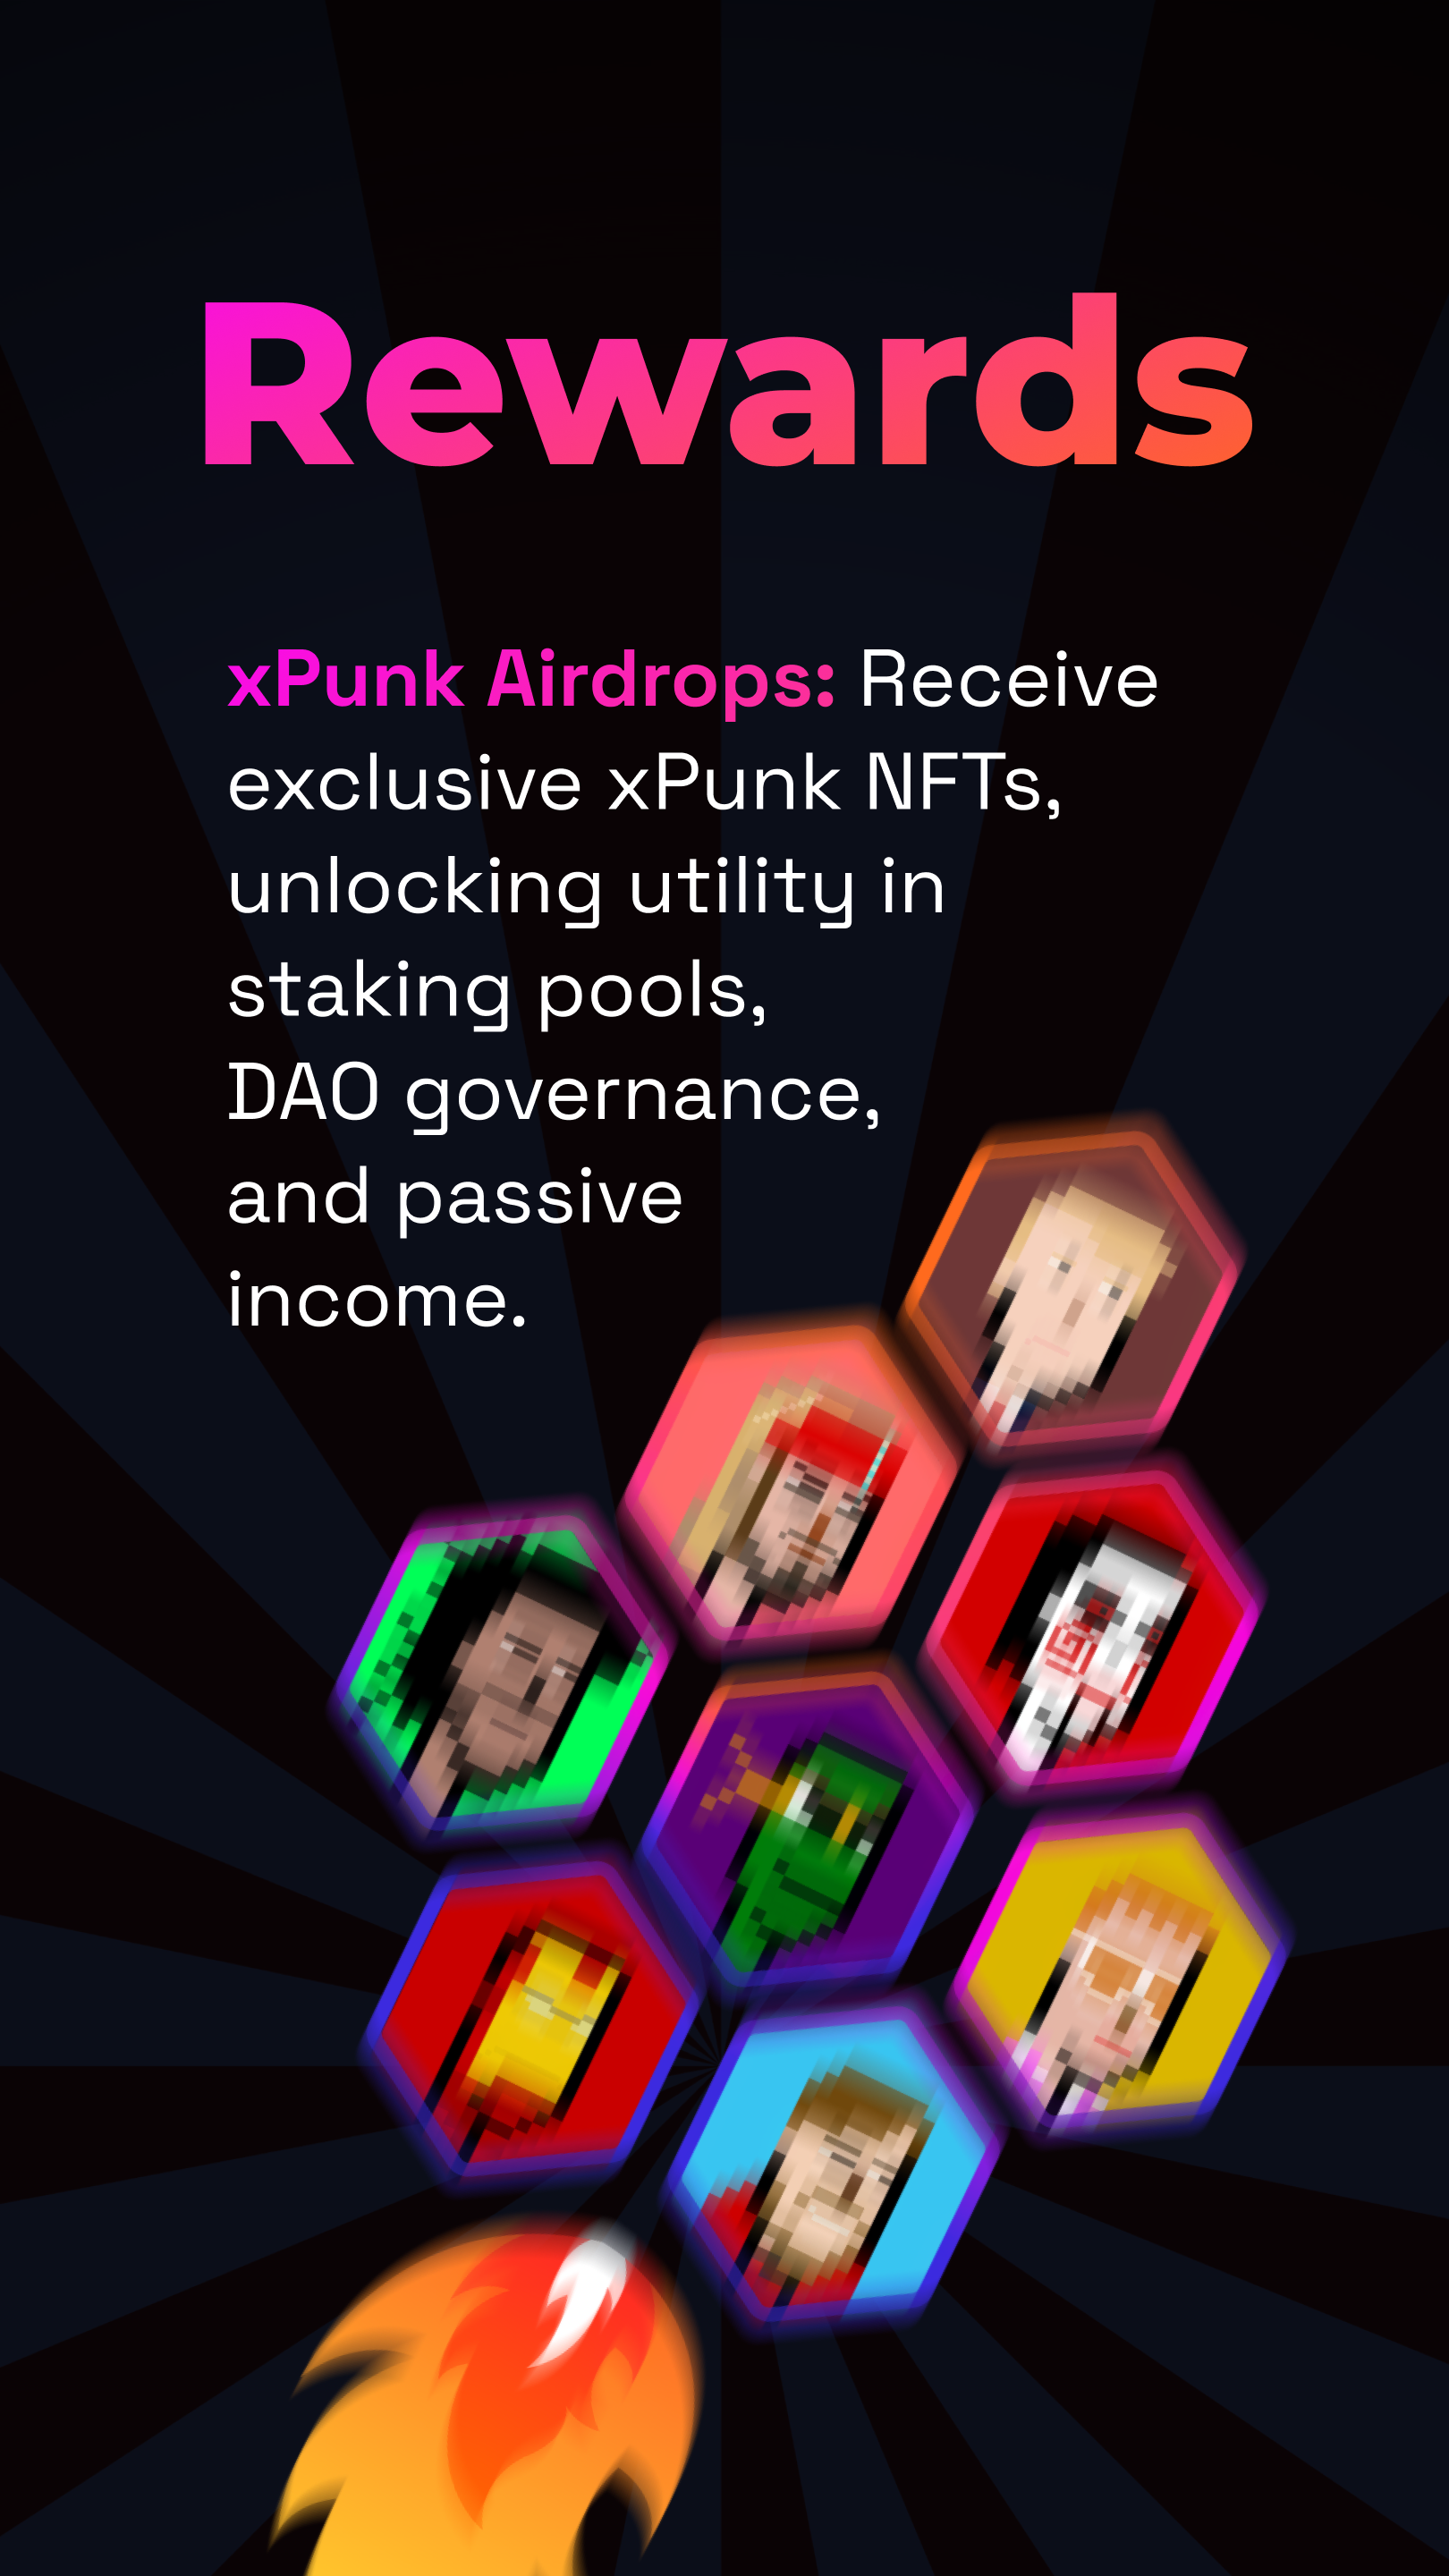 Rewards
xPunk Airdrops: Receive
exclusive xPunk NFTs,
unlocking utility in
staking pools,
DAO governance,
and passive
income.